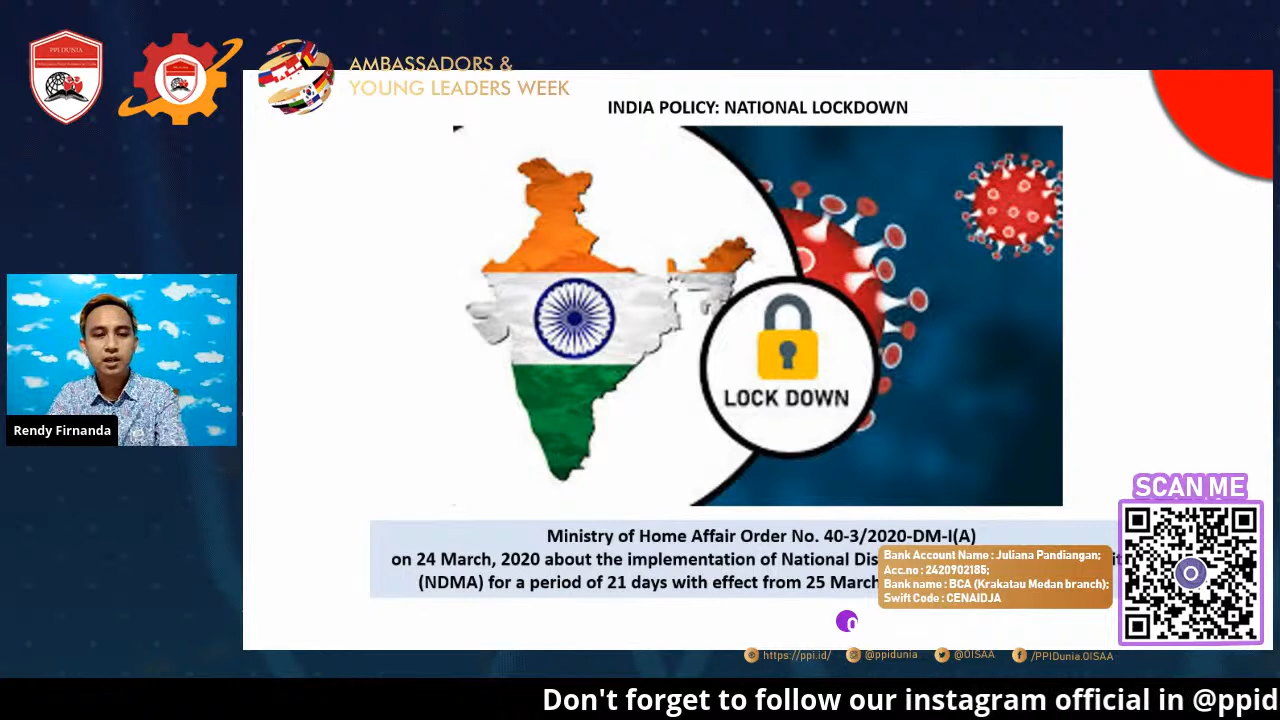 PPI DUNIA
AMBASSADORS &
YOUNG LEADERS WEEK
INDIA POLICY: NATIONAL LOCKDOWN
LOCK DOWN
Rendy Firnanda
Ministry of Home Affair Order No. 40-3/2020-DM-I(A)
on 24 March, 2020 about the implementation of National Dis
(NDMA) for a period of 21 days with effect from 25 March
SCAN ME
Bank Account Name : Juliana Pandiangan;
Acc.no : 2420902185;
Bank name : BCA (Krakatau Medan branch);
Swift Code : CENAIDJA
https://ppi.id/ @ppidunia @OISAA /PPIDunia.OISAA
Don't forget to follow our instagram official in @ppid